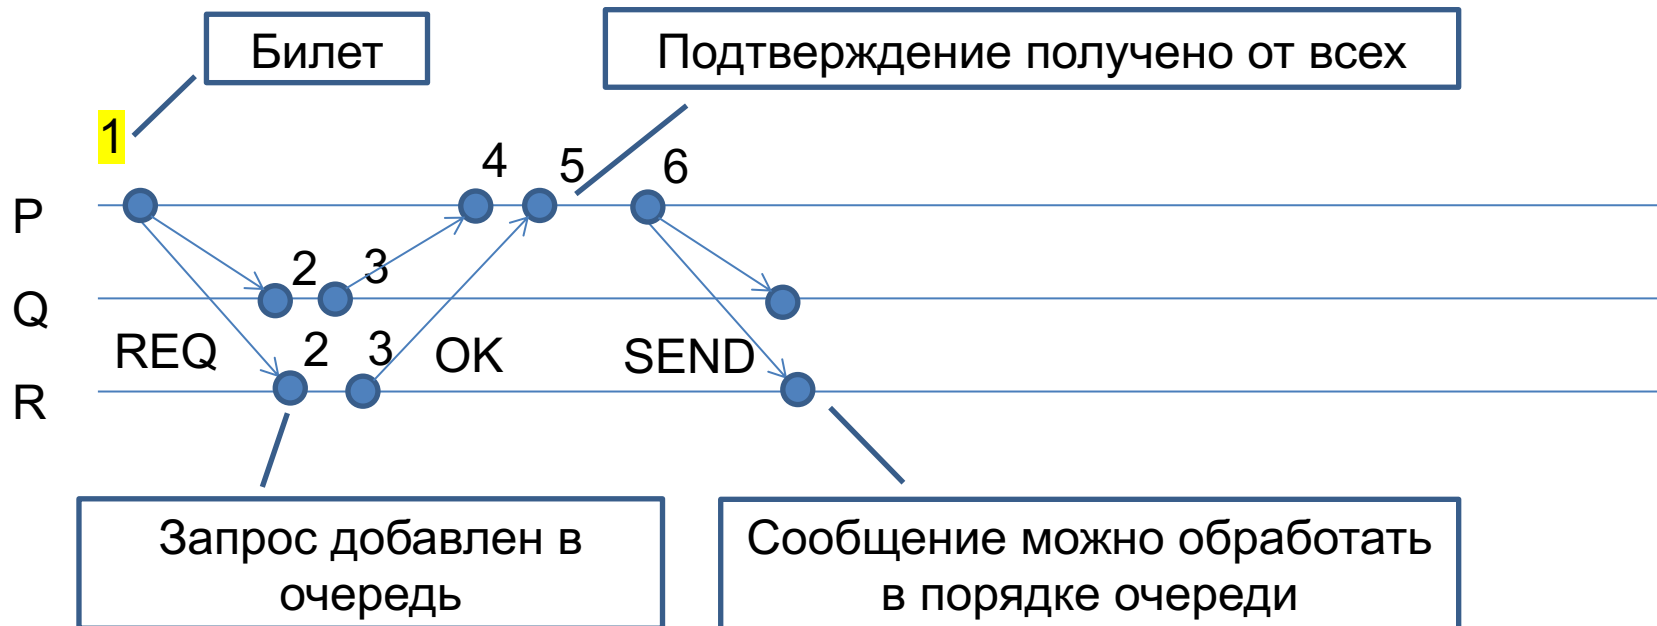 Билет
Подтверждение получено от всех
1
4
5
6
P
2
3
Q
REQ
2
3
OK
SEND
R
Запрос добавлен в
очередь
Сообщение можно обработать
в порядке очереди